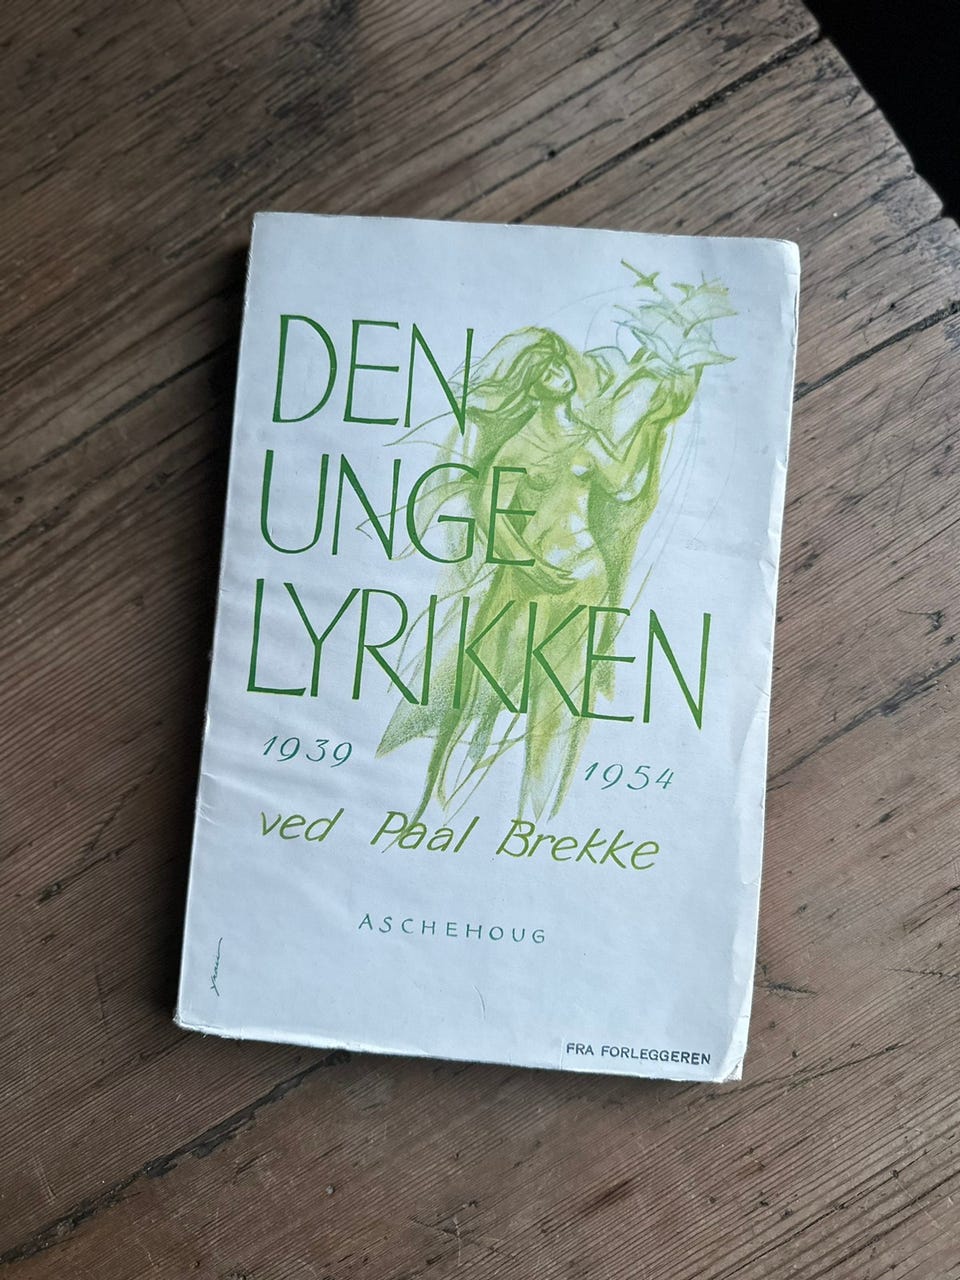 DEN
UNGE
LYRIKKEN
1939 1954
ved Paal Brekke
ASCHEHOUG
FRA FORLEGGEREN